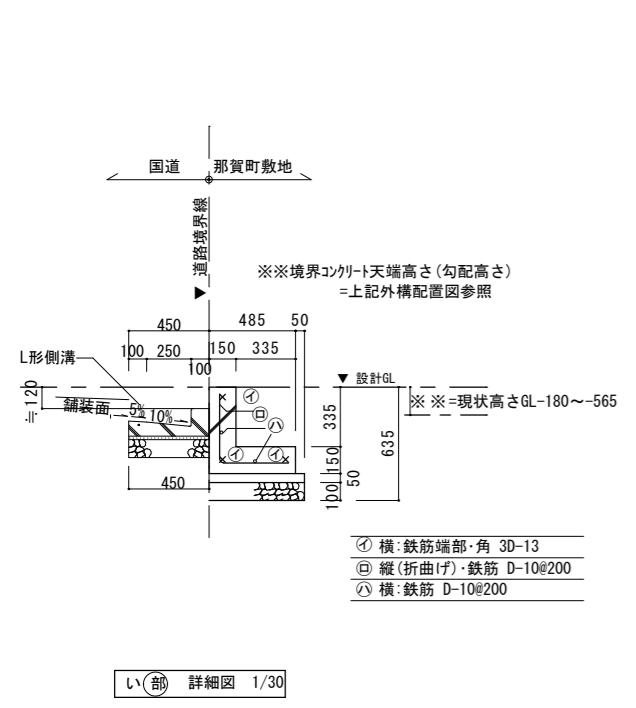 国道 那賀町敷地
道路境界線
▼
※※境界コンクリート天端高さ(勾配高さ)
=上記外構配置図参照
450 485 50
L形側溝
100 250 150 335
100
▼ 設計GL
≒120
舗装面 5% 10%
※ ※=現状高さGL-180～-565
㋑
㋺
㋩
㋑ ㋑
335
150
100
50
635
450
㋑ 横:鉄筋端部・角 3D-13
㋺ 縦(折曲げ)・鉄筋 D-10@200
㋩ 横:鉄筋 D-10@200
い部 詳細図 1/30